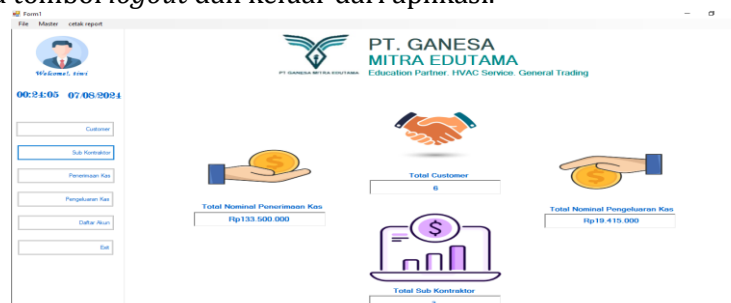 tombol logout dan keluar dari aplikasi.
Form1
File Master cetak report
PT. GANESA
MITRA EDUTAMA
PT GANESHA MITRA EDUTAMA
Education Partner. HVAC Service. General Trading
Welcome!, timi
00:24:05 07/08/2024
Customer
Sub Kontraktor
Penerimaan Kas
Pengeluaran Kas
Daftar Akun
Exit
Total Customer
6
Total Nominal Penerimaan Kas
Rp133.500.000
Total Nominal Pengeluaran Kas
Rp19.415.000
Total Sub Kontraktor